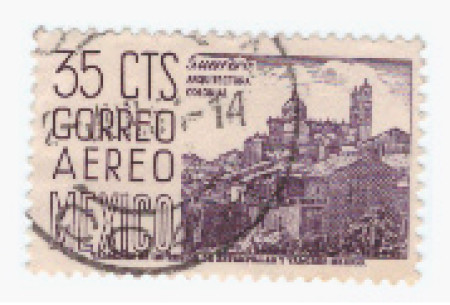 35 CTS
CORREO
AEREO
MEXICO
Guerrero
ARQUITECTURA
COLONIAL
14